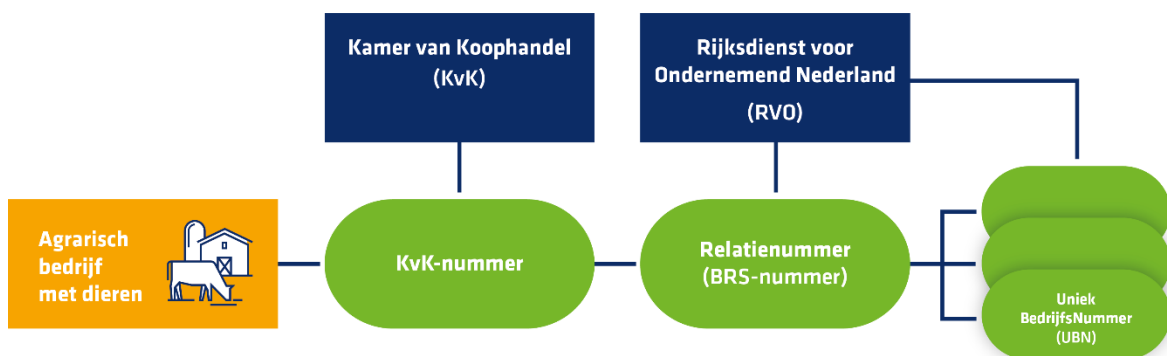 Kamer van Koophandel
(KvK)
Rijksdienst voor
Ondernemend Nederland
(RVO)
Agrarisch
bedrijf
met dieren
KvK-nummer
Relatienummer
(BRS-nummer)
Uniek
BedrijfsNummer
(UBN)